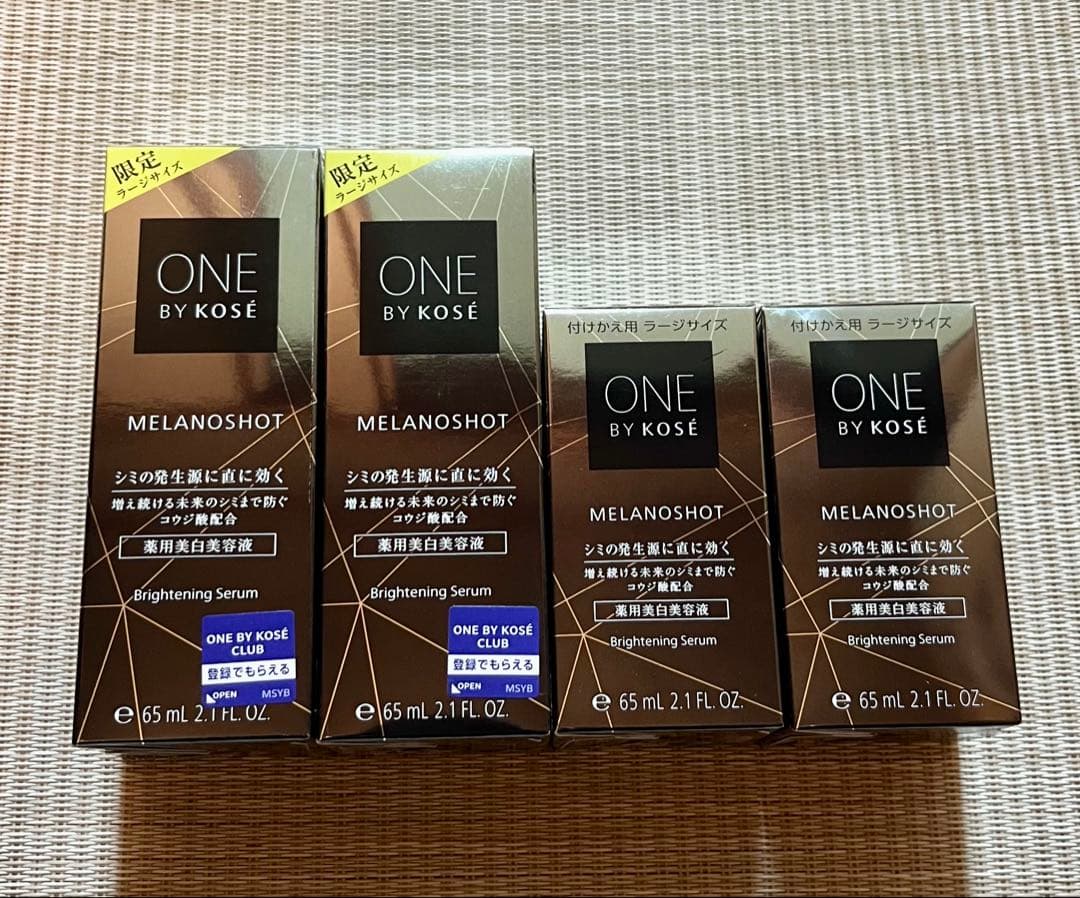 限定
ラージサイズ
ONE
BY KOSÉ
MELANOSHOT
シミの発生源に直に効く
増え続ける未来のシミまで防ぐ
コウジ酸配合
薬用美白美容液
Brightening Serum
ONE BY KOSÉ
CLUB
登録でもらえる
OPEN MSYB
e 65 mL 2.1 FL. OZ.
限定
ラージサイズ
ONE
BY KOSÉ
MELANOSHOT
シミの発生源に直に効く
増え続ける未来のシミまで防ぐ
コウジ酸配合
薬用美白美容液
Brightening Serum
ONE BY KOSÉ
CLUB
登録でもらえる
OPEN MSYB
e 65 mL 2.1 FL. OZ.
付けかえ用 ラージサイズ
ONE
BY KOSÉ
MELANOSHOT
シミの発生源に直に効く
増え続ける未来のシミまで防ぐ
コウジ酸配合
薬用美白美容液
Brightening Serum
e 65 mL 2.1 FL. OZ.
付けかえ用 ラージサイズ
ONE
BY KOSÉ
MELANOSHOT
シミの発生源に直に効く
増え続ける未来のシミまで防ぐ
コウジ酸配合
薬用美白美容液
Brightening Serum
e 65 mL 2.1 FL. OZ.